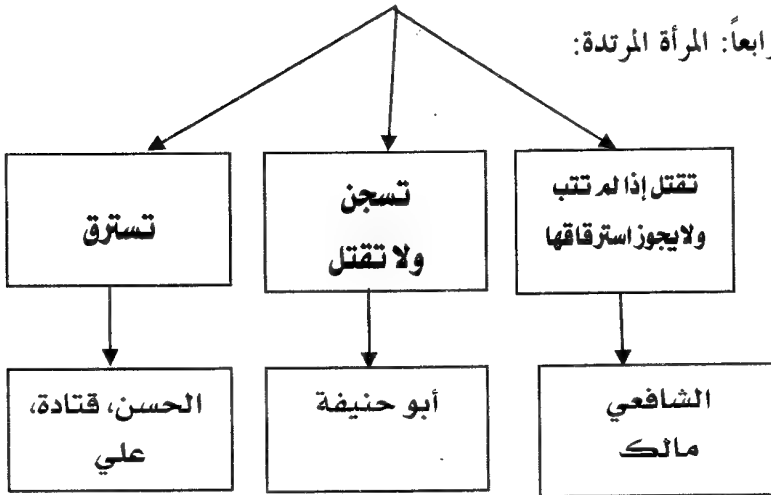 رابعاً: المرأة المرتدة:
تقتل إذا لم تتب
ولا يجوز استرقاقها
تسجن
ولا تقتل
تسترق
الشافعي
مالك
أبو حنيفة
الحسن، قتادة،
علي